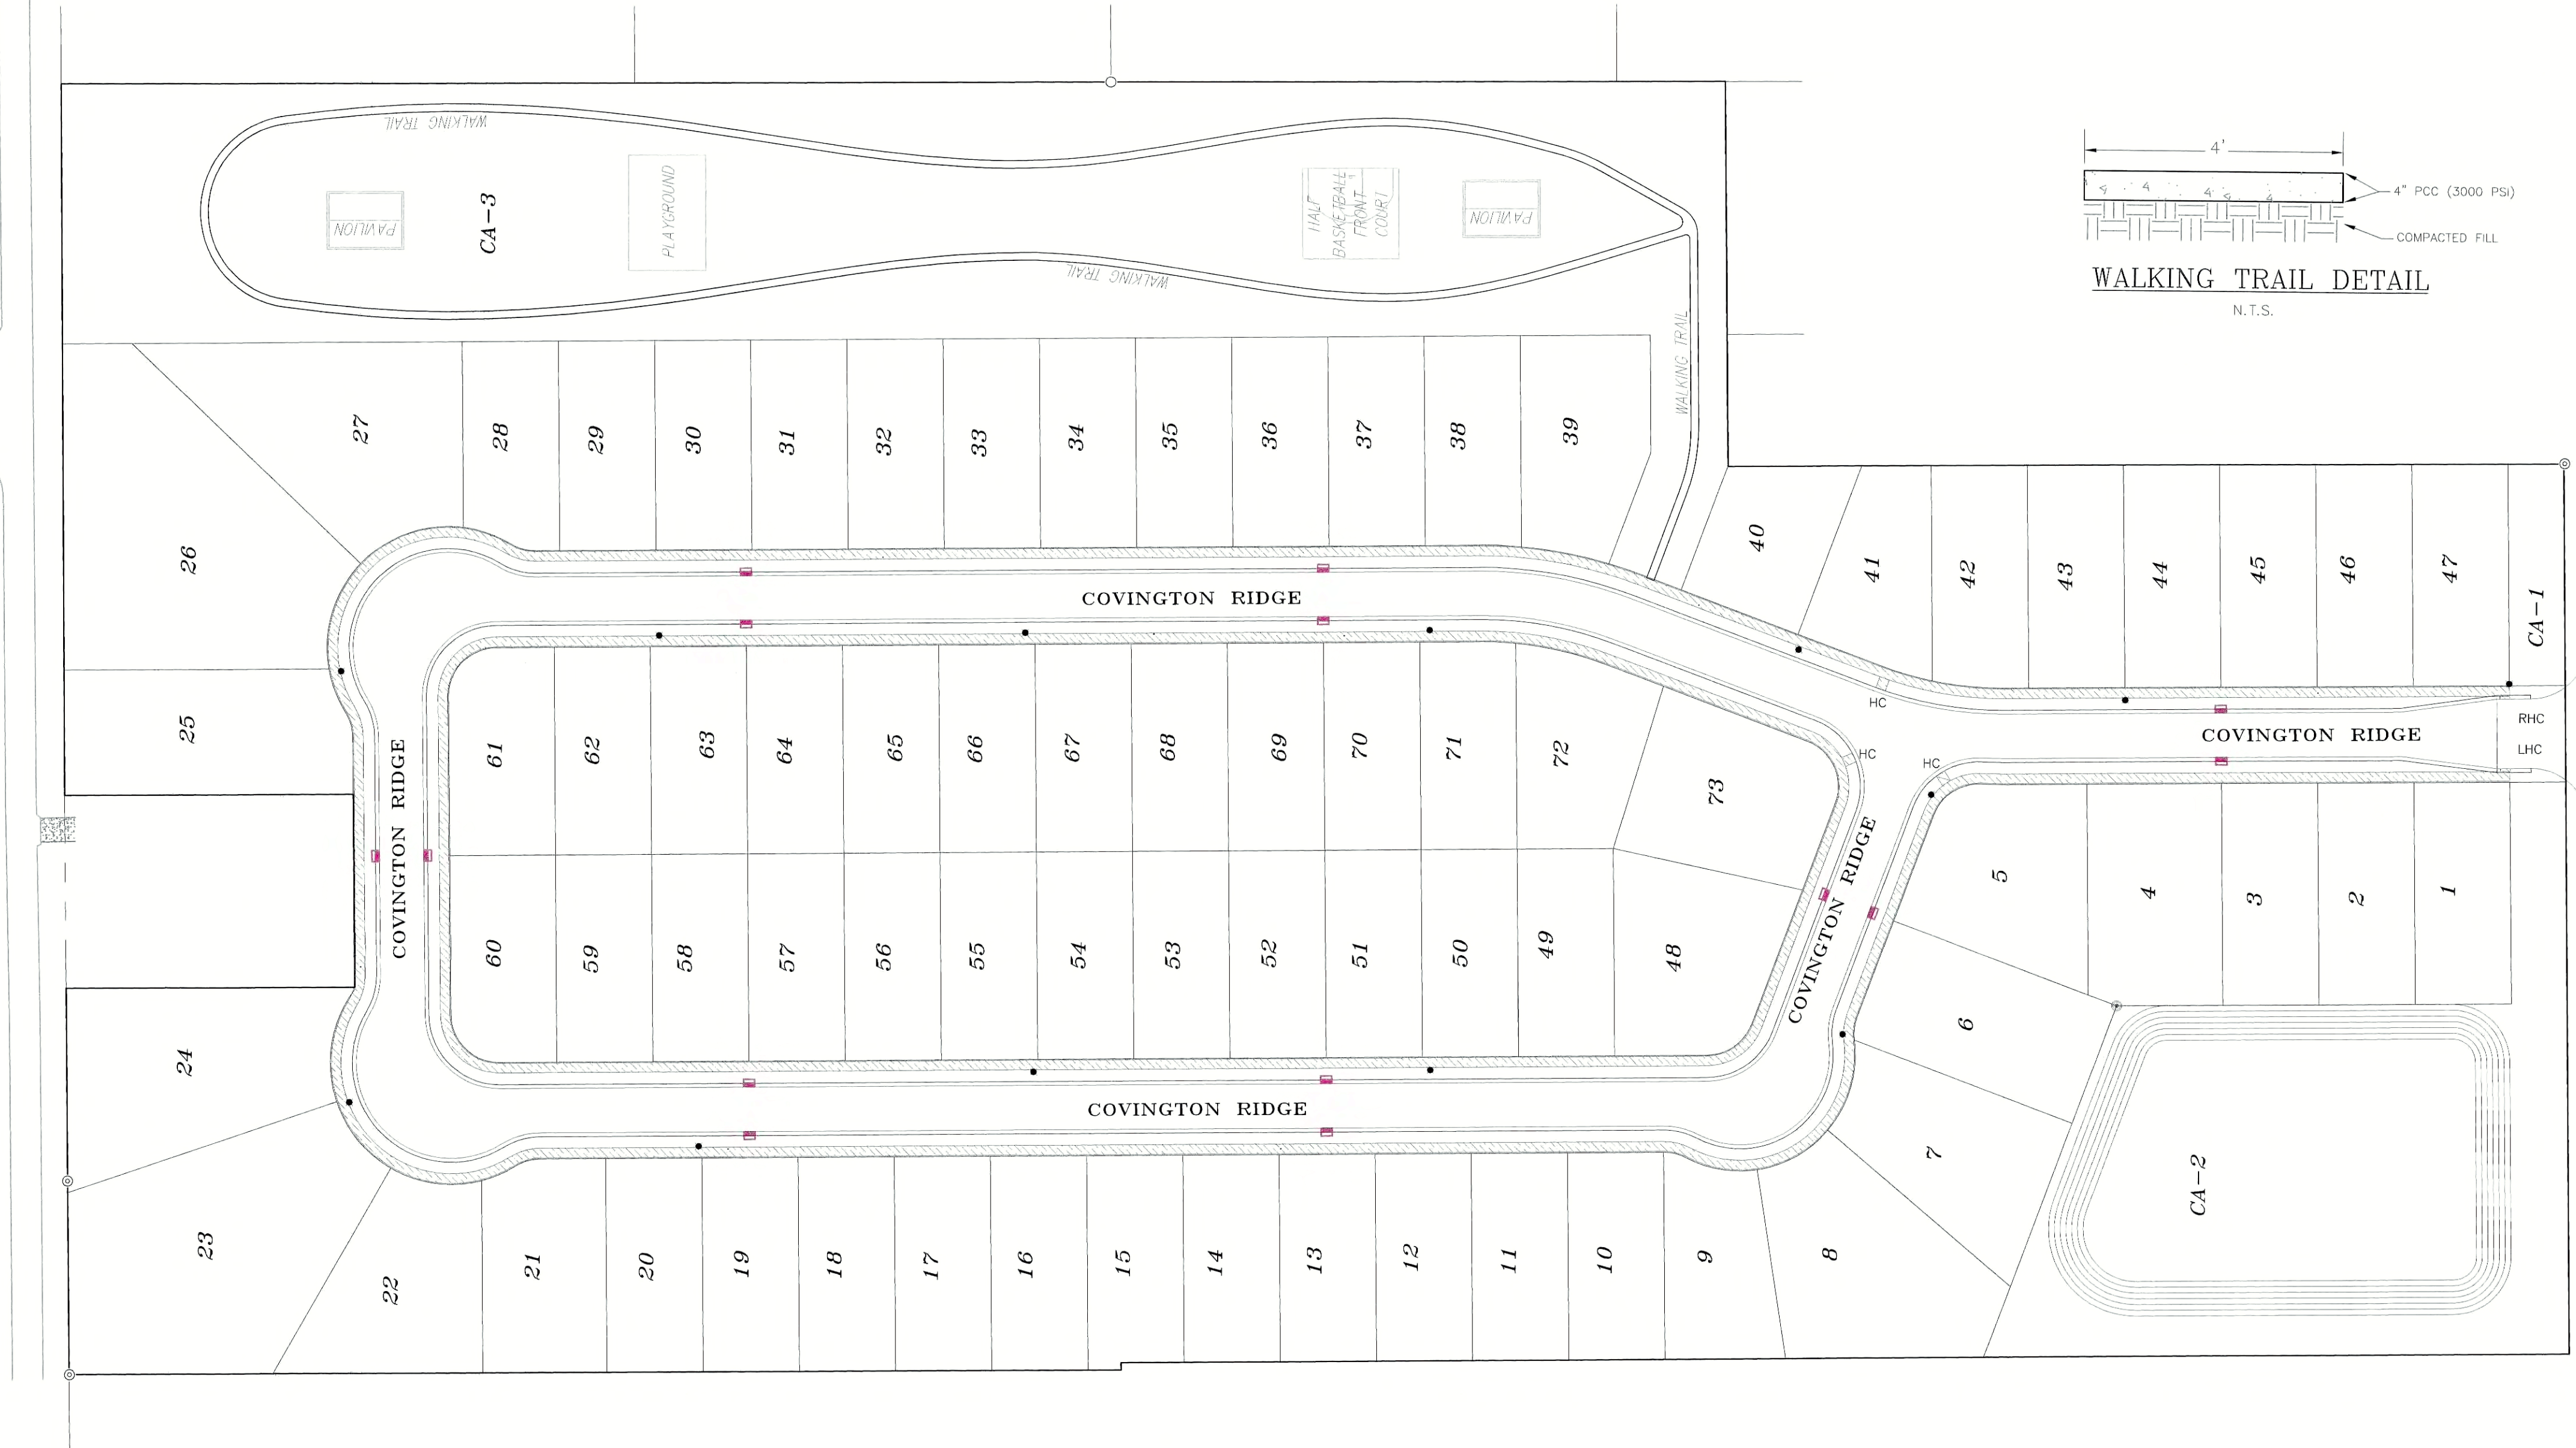 WALKING TRAIL
PAVILION
CA-3
PLAYGROUND
HALF
BASKETBALL
FRONT
COURT
PAVILION
WALKING TRAIL
WALKING TRAIL
4'
4" PCC (3000 PSI)
COMPACTED FILL
WALKING TRAIL DETAIL
N.T.S.
27
28
29
30
31
32
33
34
35
36
37
38
39
26
40
41
42
43
44
45
46
47
CA-1
COVINGTON RIDGE
HC
RHC
COVINGTON RIDGE
LHC
HC
HC
25
COVINGTON RIDGE
61
62
63
64
65
66
67
68
69
70
71
72
73
COVINGTON RIDGE
5
4
3
2
1
60
59
58
57
56
55
54
53
52
51
50
49
48
6
24
COVINGTON RIDGE
7
CA-2
23
22
21
20
19
18
17
16
15
14
13
12
11
10
9
8